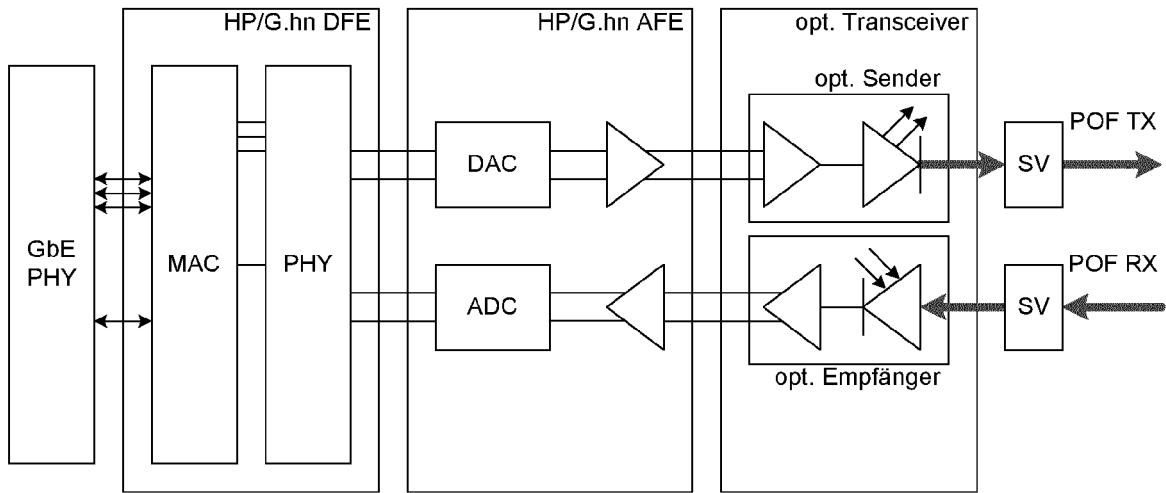 HP/G.hn DFE
HP/G.hn AFE
opt. Transceiver
opt. Sender
POF TX
DAC
SV
GbE
PHY
MAC
PHY
POF RX
ADC
SV
opt. Empfänger